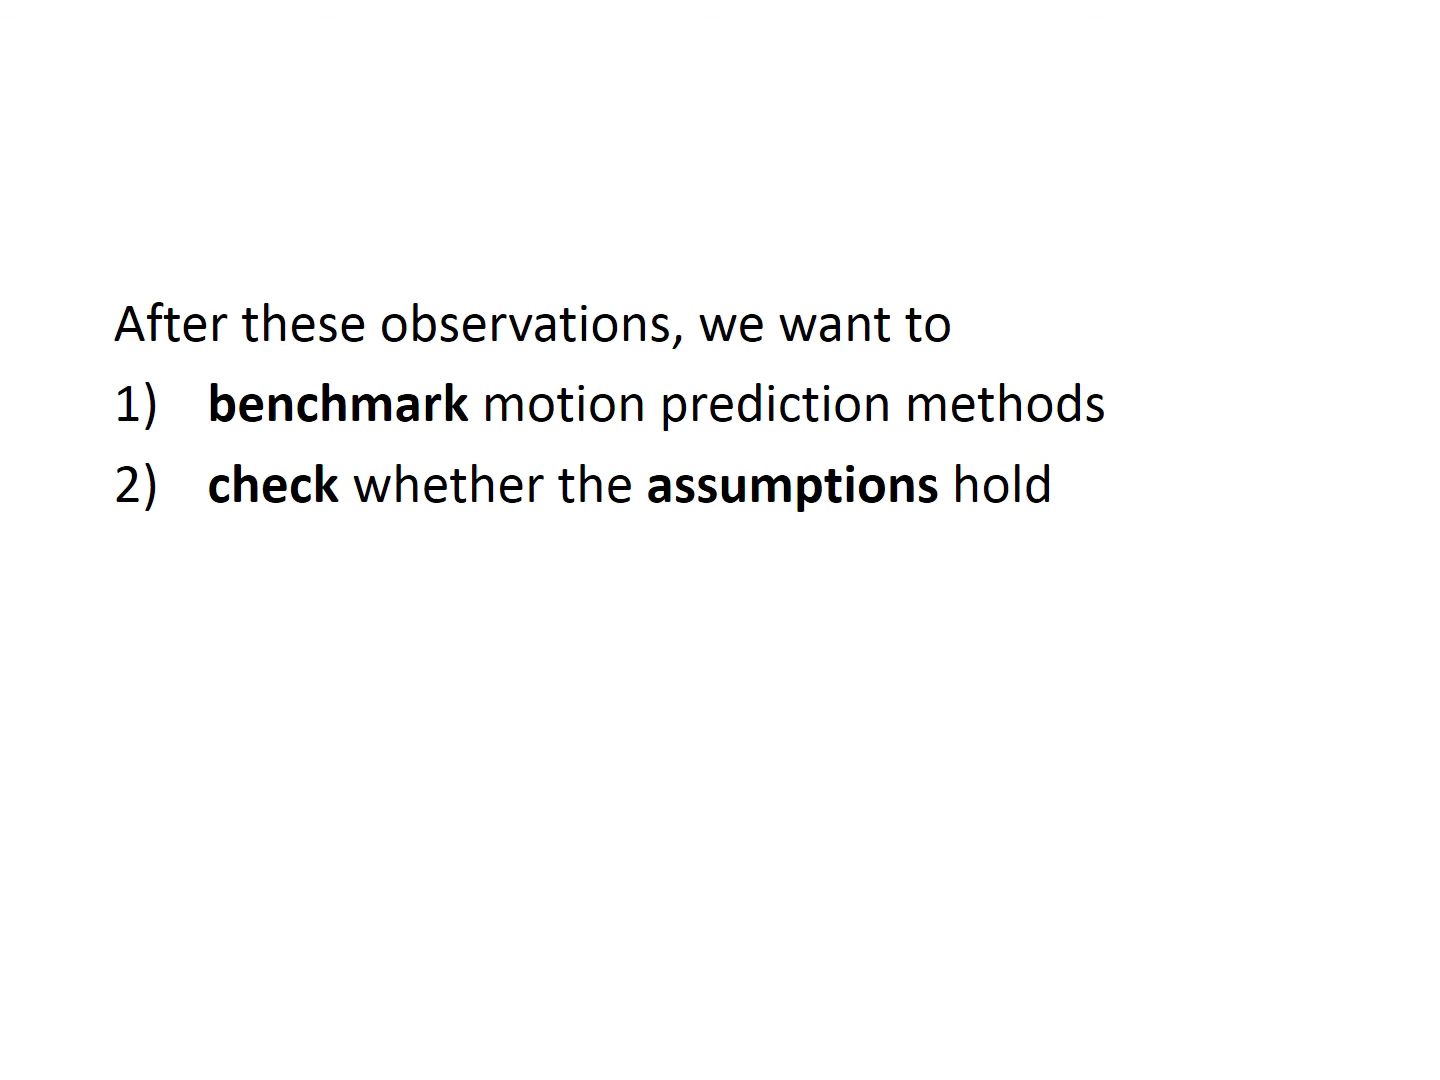 After these observations, we want to
1) benchmark motion prediction methods
2) check whether the assumptions hold